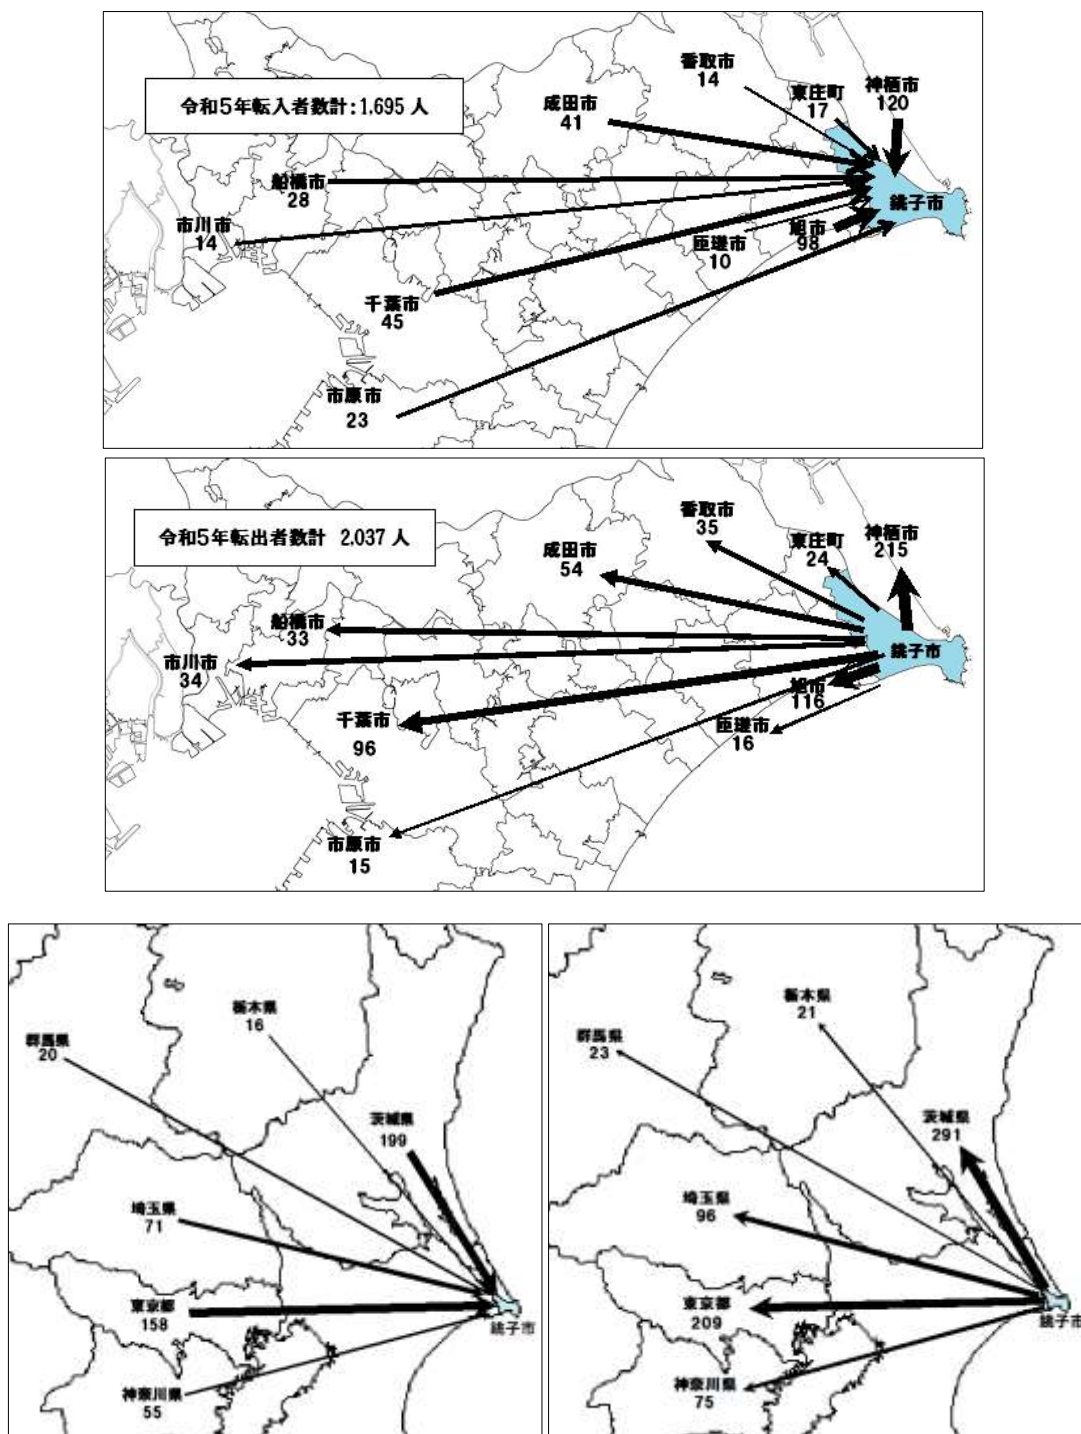 令和5年転入者数計：1,695 人
香取市
14
東庄町
17
神栖市
120
成田市
41
船橋市
28
市川市
14
銚子市
旭市
98
匝瑳市
10
千葉市
45
市原市
23
令和5年転出者数計 2,037 人
香取市
35
東庄町
24
神栖市
215
成田市
54
船橋市
33
市川市
34
銚子市
旭市
116
匝瑳市
16
千葉市
96
市原市
15
栃木県
16
群馬県
20
茨城県
199
埼玉県
71
東京都
158
銚子市
神奈川県
55
栃木県
21
群馬県
23
茨城県
291
埼玉県
96
東京都
209
銚子市
神奈川県
75